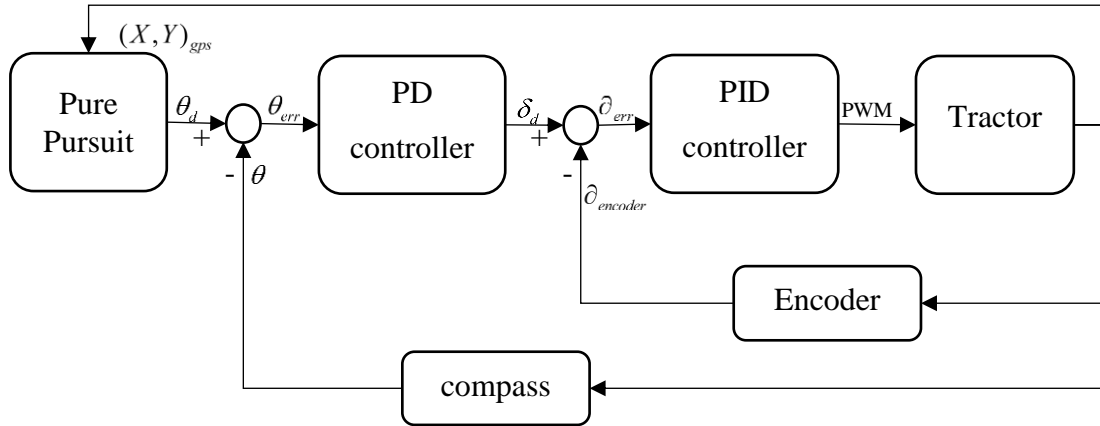 (X,Y)gps
Pure
Pursuit
θd
+
-
θ
θerr
PD
controller
δd
+
-
∂err
∂encoder
PID
controller
PWM
Tractor
Encoder
compass